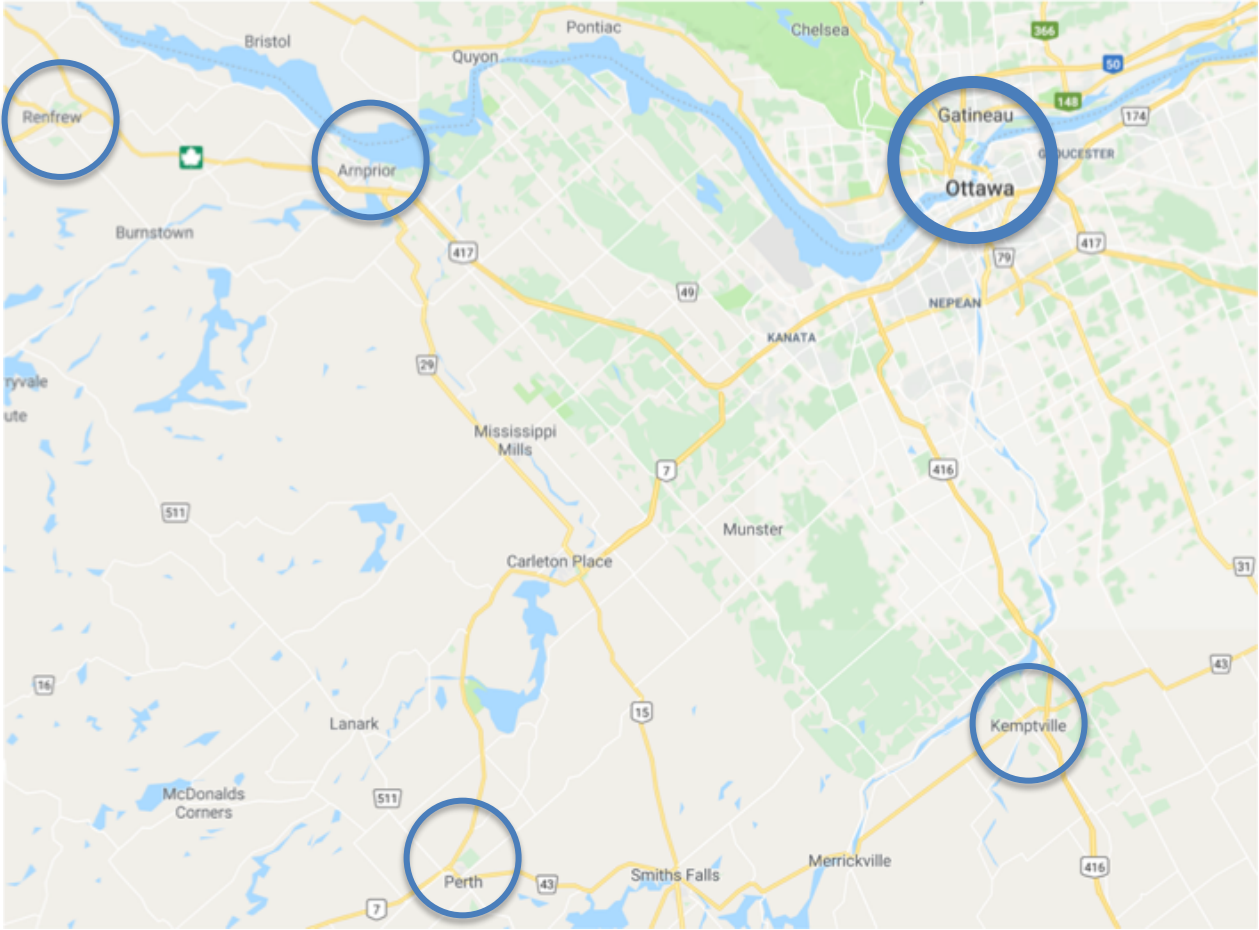 Pontiac
Chelsea
366
Bristol
Quyon
50
148
Gatineau
174
Renfrew
GLOUCESTER
Arnprior
Ottawa
Burnstown
417
417
79
49
NEPEAN
KANATA
29
ryvale
ute
Mississippi
Mills
7
416
511
Munster
Carleton Place
31
43
16
15
Lanark
Kemptville
McDonalds
Corners
511
Merrickville
416
Smiths Falls
Perth
43
7